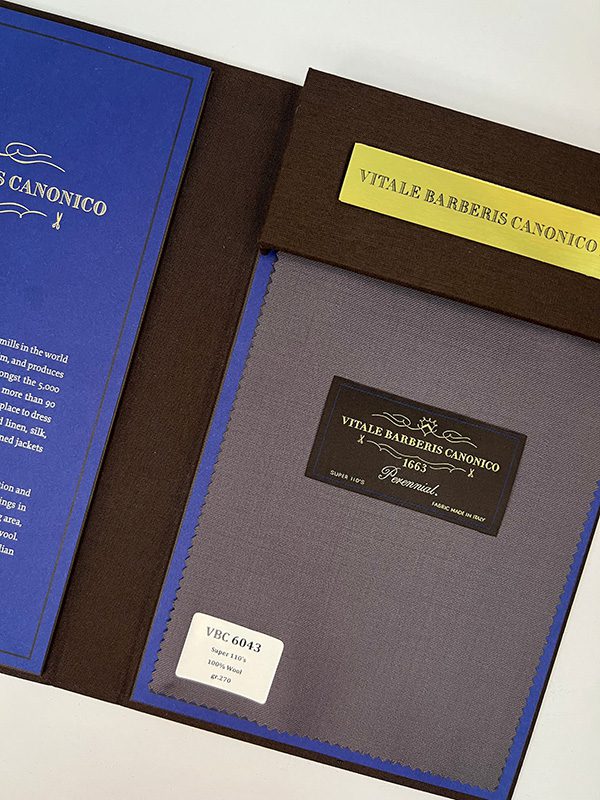 S CANONICO
mills in the world
m, and produces
ongst the 5,000
more than 90
place to dress
d linen, silk,
ned jackets
tion and
ings in
g area,
wool.
dian
VITALE BARBERIS CANONICO
VITALE BARBERIS CANONICO
1663
Perennial.
SUPER 110'S
FABRIC MADE IN ITALY
VBC 6043
Super 110's
100% Wool
gr.270